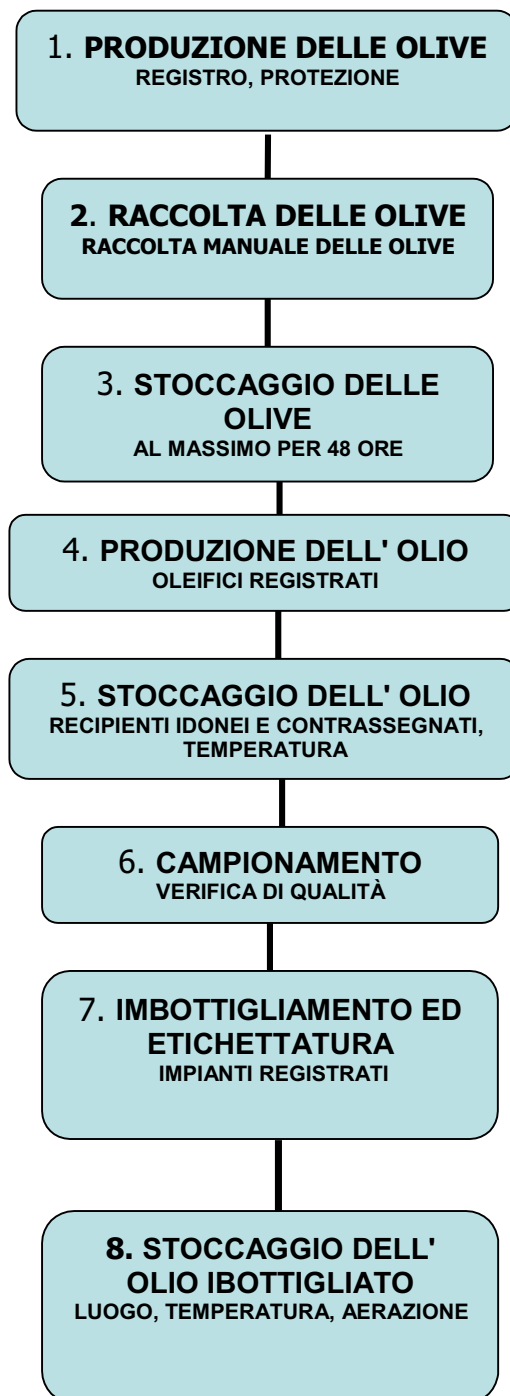 1. PRODUZIONE DELLE OLIVE
REGISTRO, PROTEZIONE
2. RACCOLTA DELLE OLIVE
RACCOLTA MANUALE DELLE OLIVE
3. STOCCAGGIO DELLE
OLIVE
AL MASSIMO PER 48 ORE
4. PRODUZIONE DELL' OLIO
OLEIFICI REGISTRATI
5. STOCCAGGIO DELL' OLIO
RECIPIENTI IDONEI E CONTRASSEGNATI,
TEMPERATURA
6. CAMPIONAMENTO
VERIFICA DI QUALITÀ
7. IMBOTTIGLIAMENTO ED
ETICHETTATURA
IMPIANTI REGISTRATI
8. STOCCAGGIO DELL'
OLIO IBOTTIGLIATO
LUOGO, TEMPERATURA, AERAZIONE